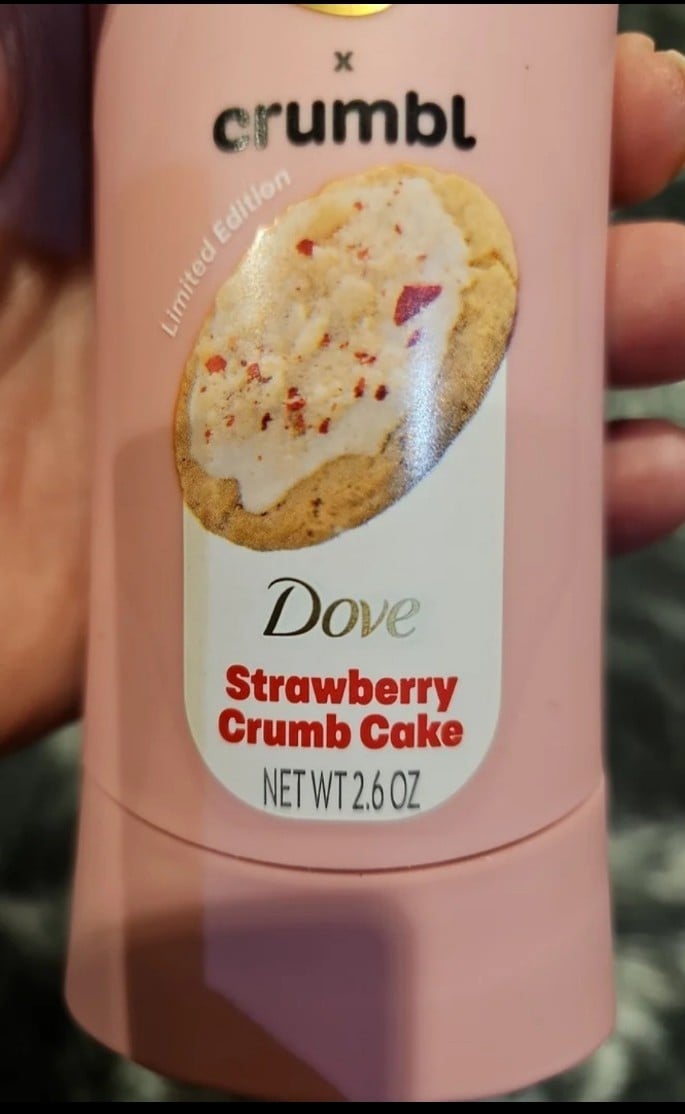 x
crumbl
Limited Edition
Dove
Strawberry
Crumb Cake
NET WT 2.6 OZ